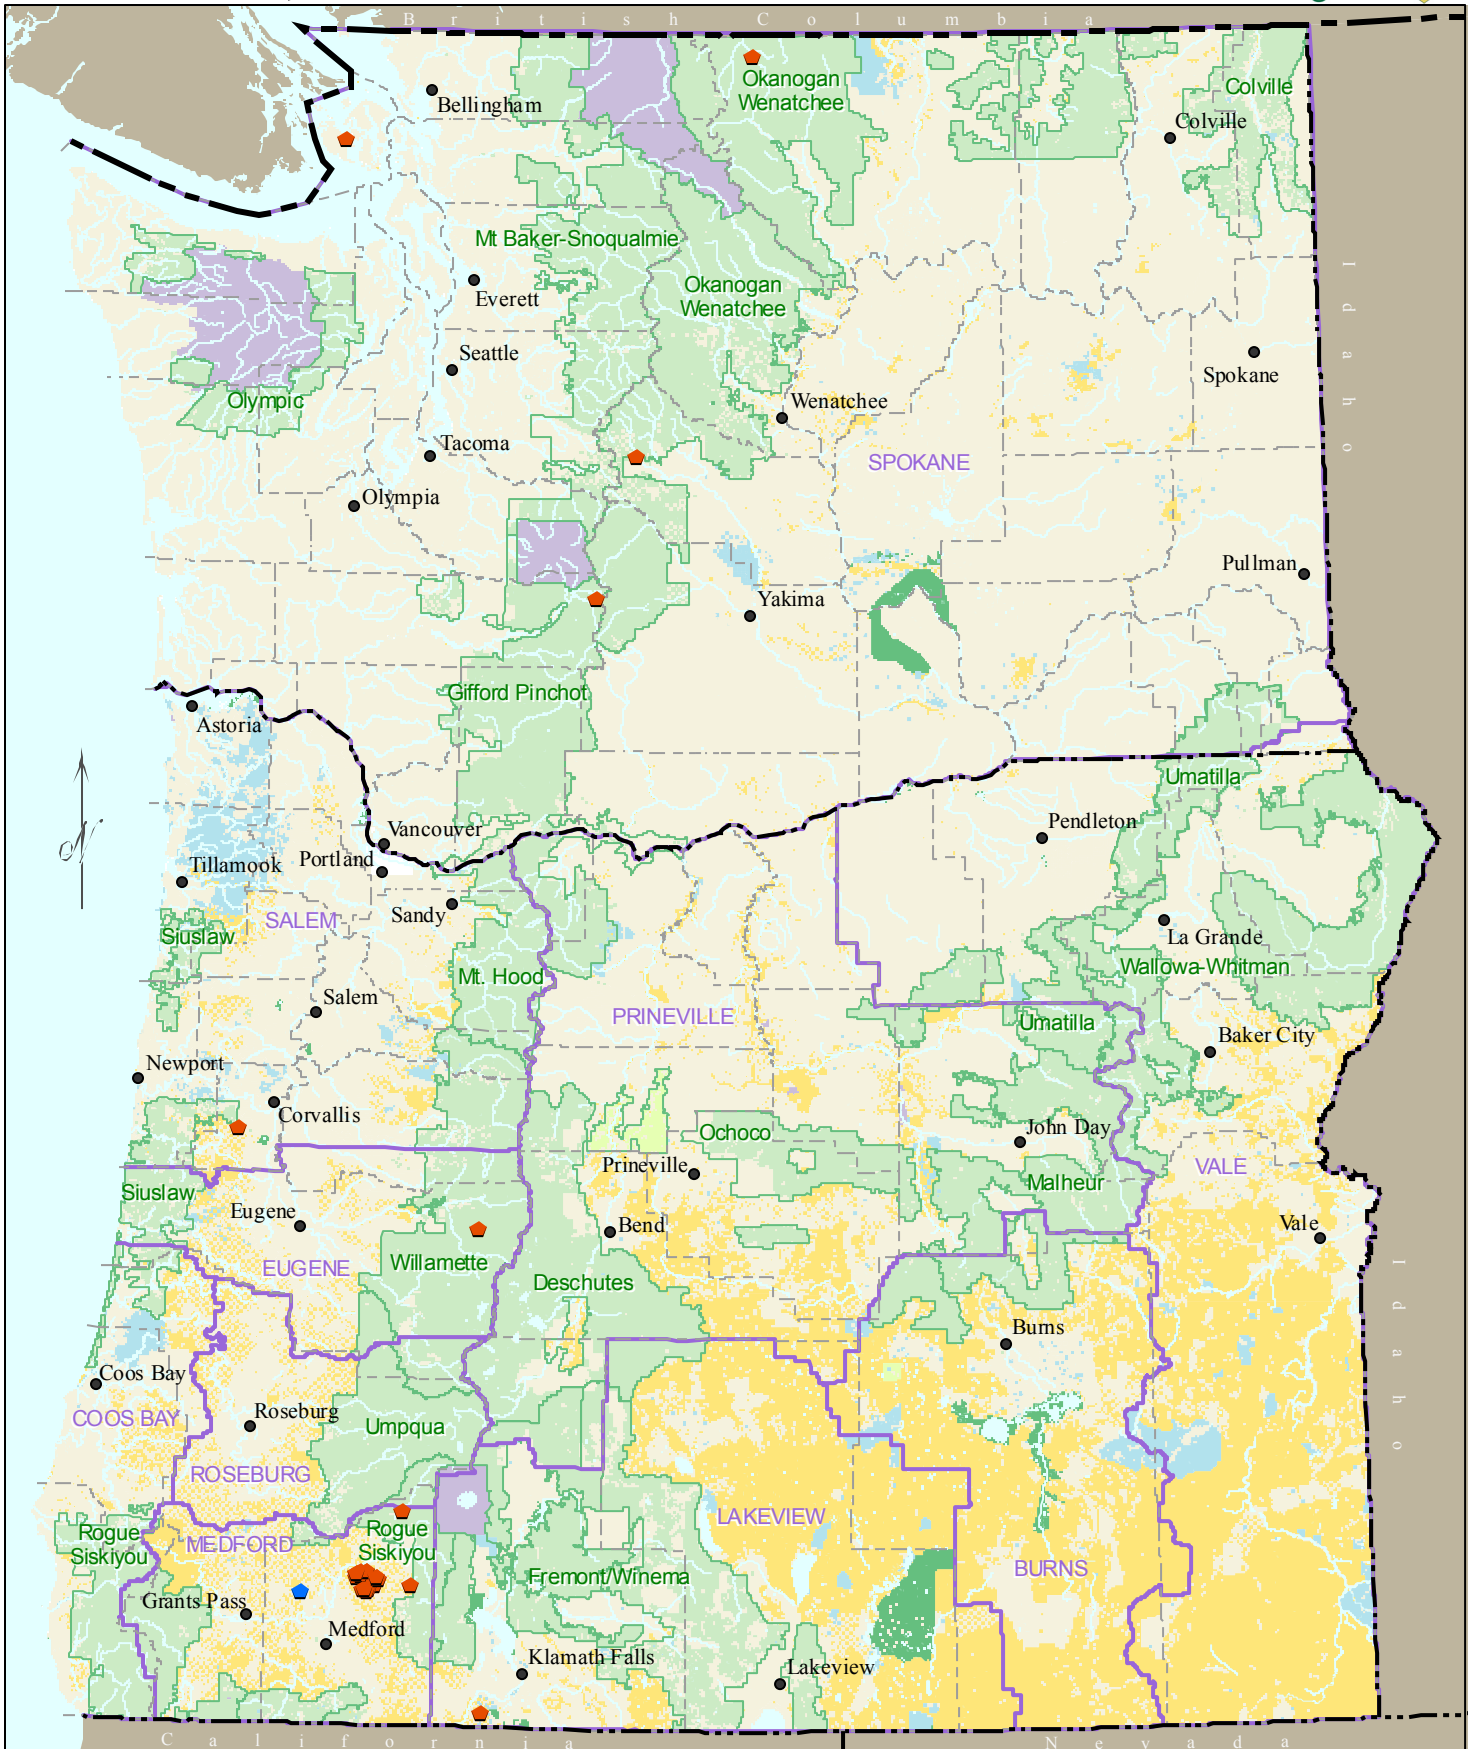 British Columbia
Okanogan
Wenatchee
Colville
Bellingham
Colville
Mt Baker-Snoqualmie
Everett
Okanogan
Wenatchee
Idaho
Seattle
Spokane
Olympic
Wenatchee
Tacoma
SPOKANE
Olympia
Pullman
Yakima
Gifford Pinchot
Astoria
Umatilla
Vancouver
Pendleton
Portland
Tillamook
N
Sandy
SALEM
Siuslaw
La Grande
Wallowa-Whitman
Mt. Hood
Salem
PRINEVILLE
Umatilla
Baker City
Newport
Corvallis
Ochoco
John Day
Prineville
VALE
Siuslaw
Malheur
Eugene
Bend
Vale
EUGENE
Willamette
Deschutes
Idaho
Burns
Coos Bay
COOS BAY
Roseburg
Umpqua
ROSEBURG
LAKEVIEW
Rogue
Siskiyou
MEDFORD
Rogue
Siskiyou
Fremont/Winema
BURNS
Grants Pass
Medford
Klamath Falls
Lakeview
California
Nevada